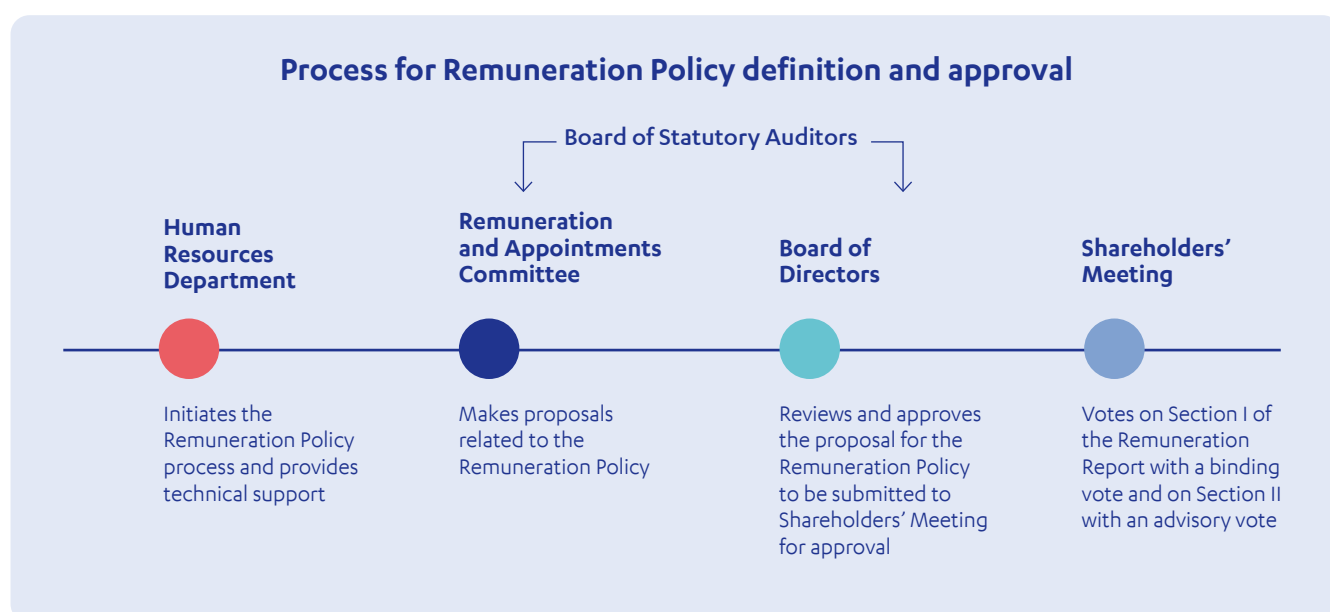 Process for Remuneration Policy definition and approval
Board of Statutory Auditors
Human
Resources
Department
Remuneration
and Appointments
Committee
Board of
Directors
Shareholders’
Meeting
Initiates the
Remuneration Policy
process and provides
technical support
Makes proposals
related to the
Remuneration Policy
Reviews and approves
the proposal for the
Remuneration Policy
to be submitted to
Shareholders’ Meeting
for approval
Votes on Section I of
the Remuneration
Report with a binding
vote and on Section II
with an advisory vote